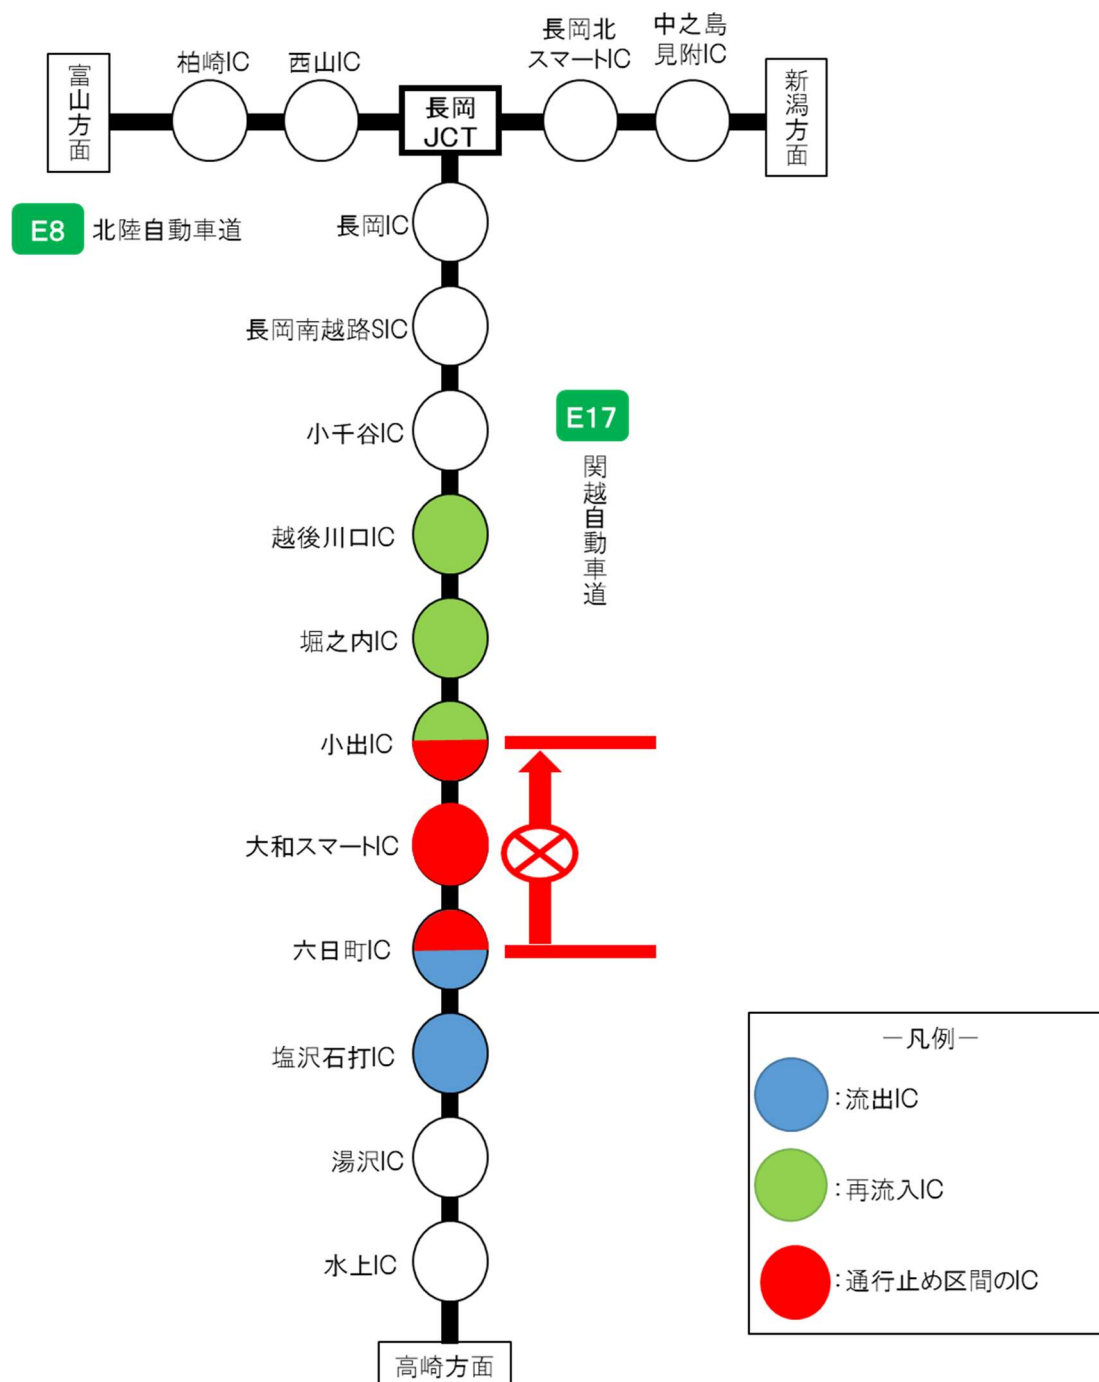 富山方面
柏崎IC
西山IC
長岡
JCT
長岡北
スマートIC
中之島
見附IC
新潟方面
E8
北陸自動車道
長岡IC
長岡南越路SIC
小千谷IC
E17
関越自動車道
越後川口IC
堀之内IC
小出IC
大和スマートIC
六日町IC
塩沢石打IC
湯沢IC
水上IC
高崎方面
－凡例－
：流出IC
：再流入IC
：通行止め区間のIC